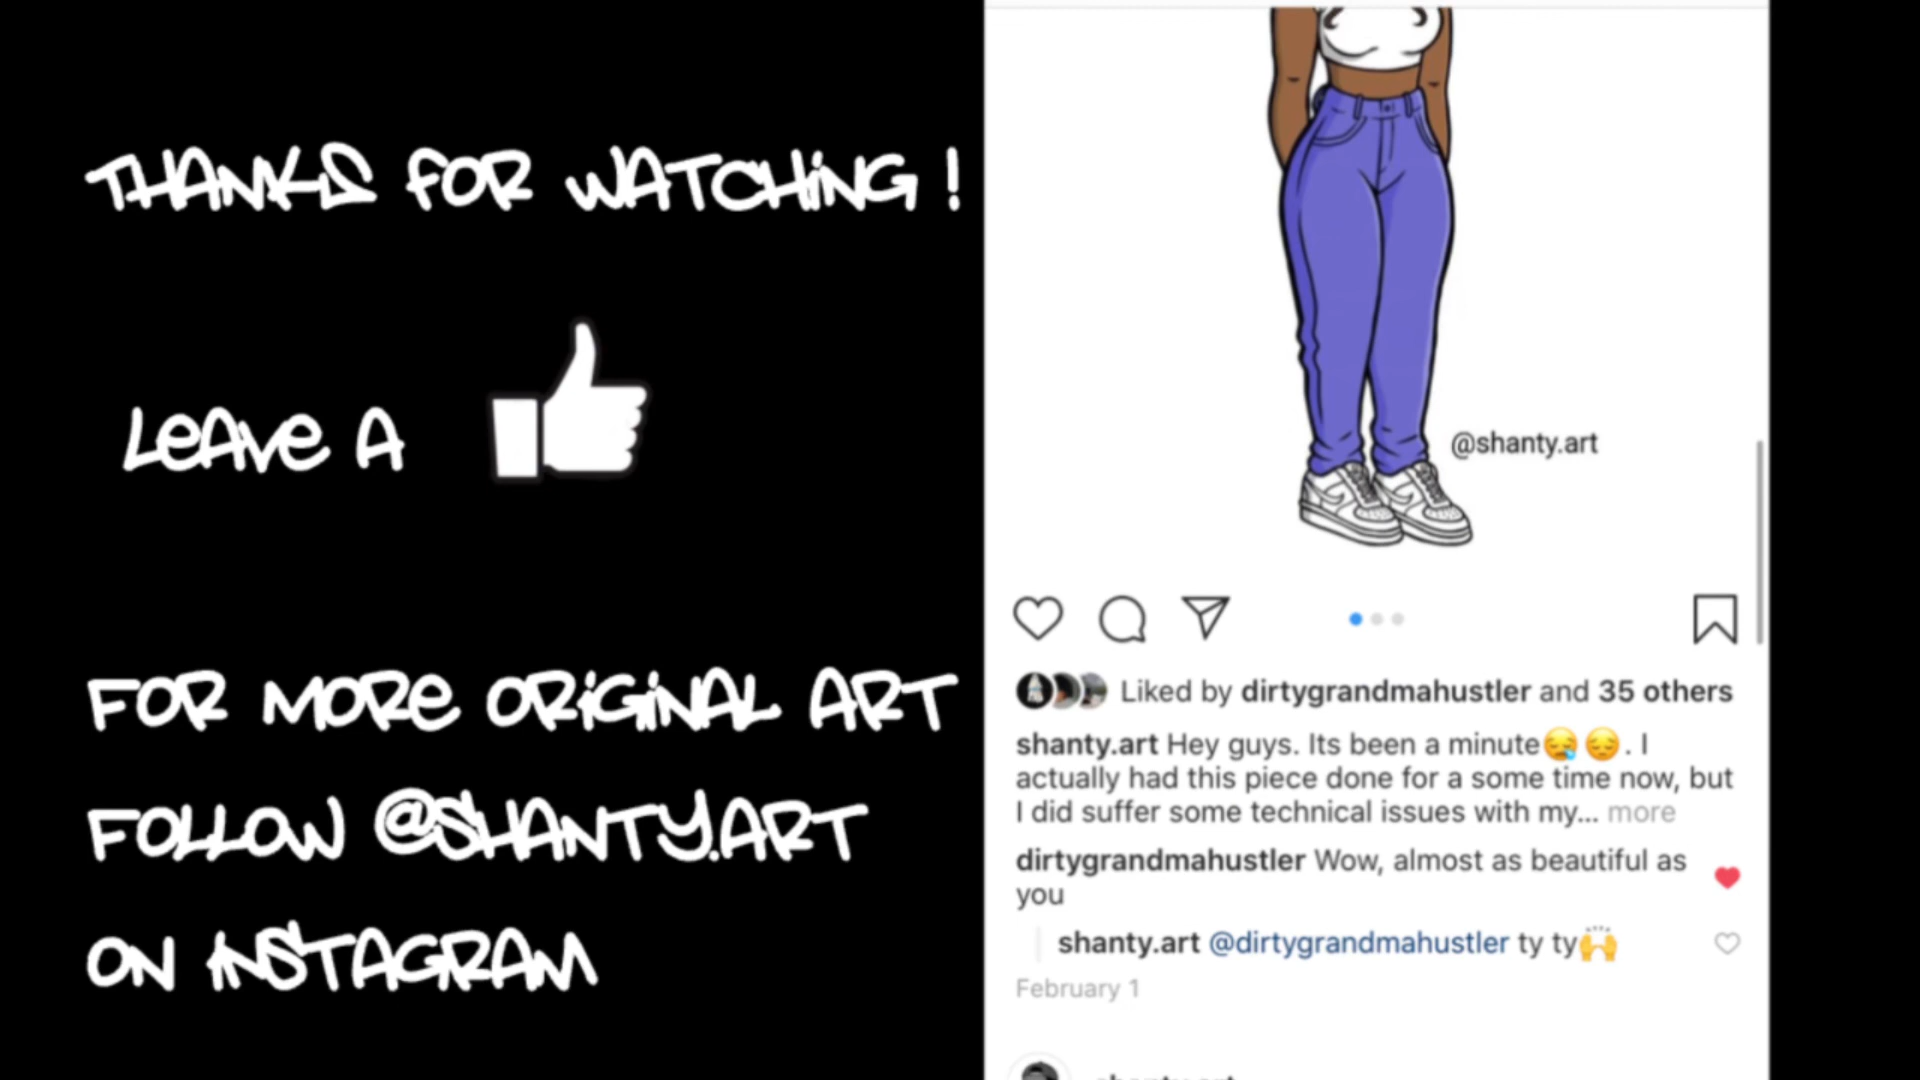 THANKS FOR WATCHING !
LEAVE A
FOR MORE ORIGINAL ART
FOLLOW @SHANTY.ART
ON INSTAGRAM
@shanty.art
Liked by dirtygrandmahustler and 35 others
shanty.art Hey guys. Its been a minute😪😔. I
actually had this piece done for a some time now, but
I did suffer some technical issues with my... more
dirtygrandmahustler Wow, almost as beautiful as
you
shanty.art @dirtygrandmahustler ty ty🙌
February 1